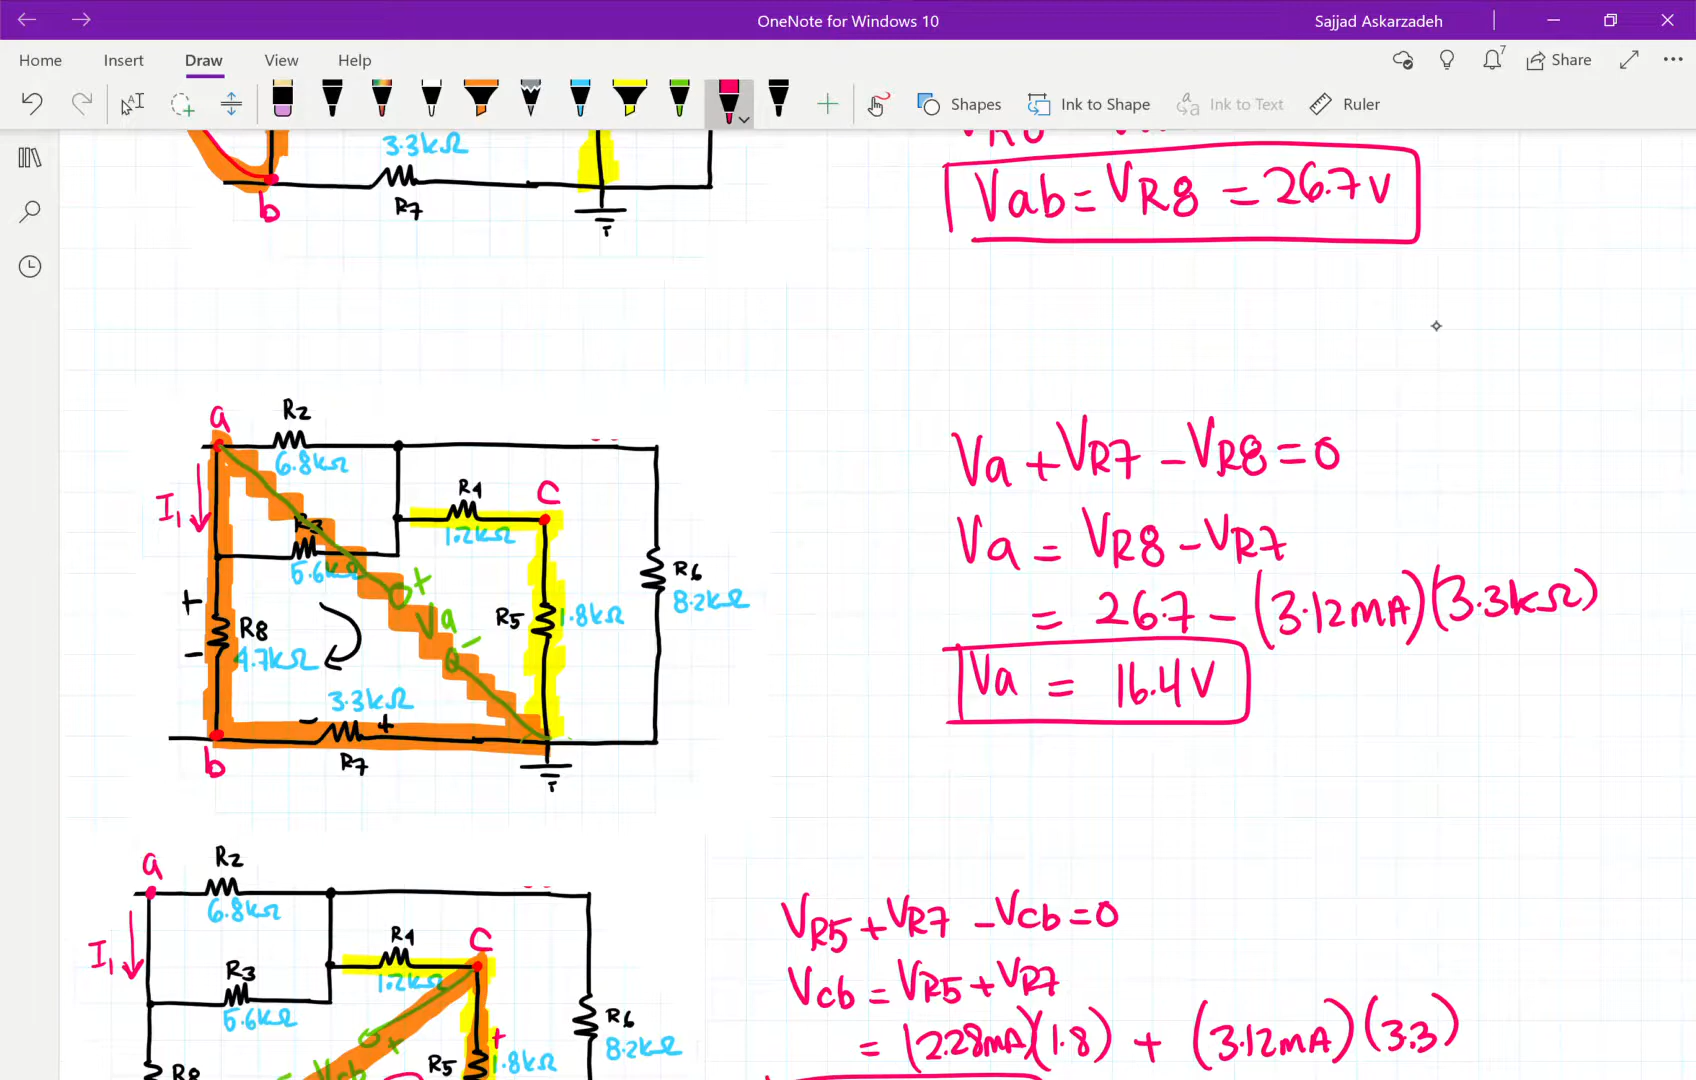 OneNote for Windows 10
Sajjad Askarzadeh
Home Insert Draw View Help
7
Share
Shapes
Ink to Shape
Ink to Text
Ruler
3.3kΩ
R7
b
Vab = VR8 = 26.7V
a
R2
6.8kΩ
I1
R3
5.6kΩ
R4
1.2kΩ
c
+
R8
4.7kΩ
-
+
Va
-
R5
1.8kΩ
R6
8.2kΩ
3.3kΩ
- +
R7
b
Va + VR7 - VR8 = 0
Va = VR8 - VR7
= 26.7 - (3.12mA)(3.3kΩ)
Va = 16.4V
a
R2
6.8kΩ
I1
R3
5.6kΩ
R4
1.2kΩ
c
R8
+
Vcb
+
R5
1.8kΩ
R6
8.2kΩ
VR5 + VR7 - Vcb = 0
Vcb = VR5 + VR7
= (2.28mA)(1.8) + (3.12mA)(3.3)